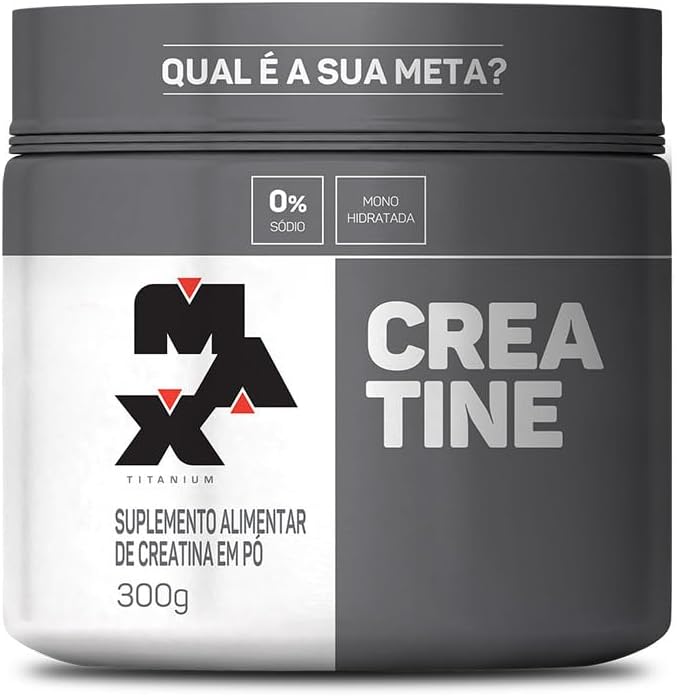 QUAL É A SUA META?
0%
SÓDIO
MONO
HIDRATADA
MAX
TITANIUM
CREA
TINE
SUPLEMENTO ALIMENTAR
DE CREATINA EM PÓ
300g